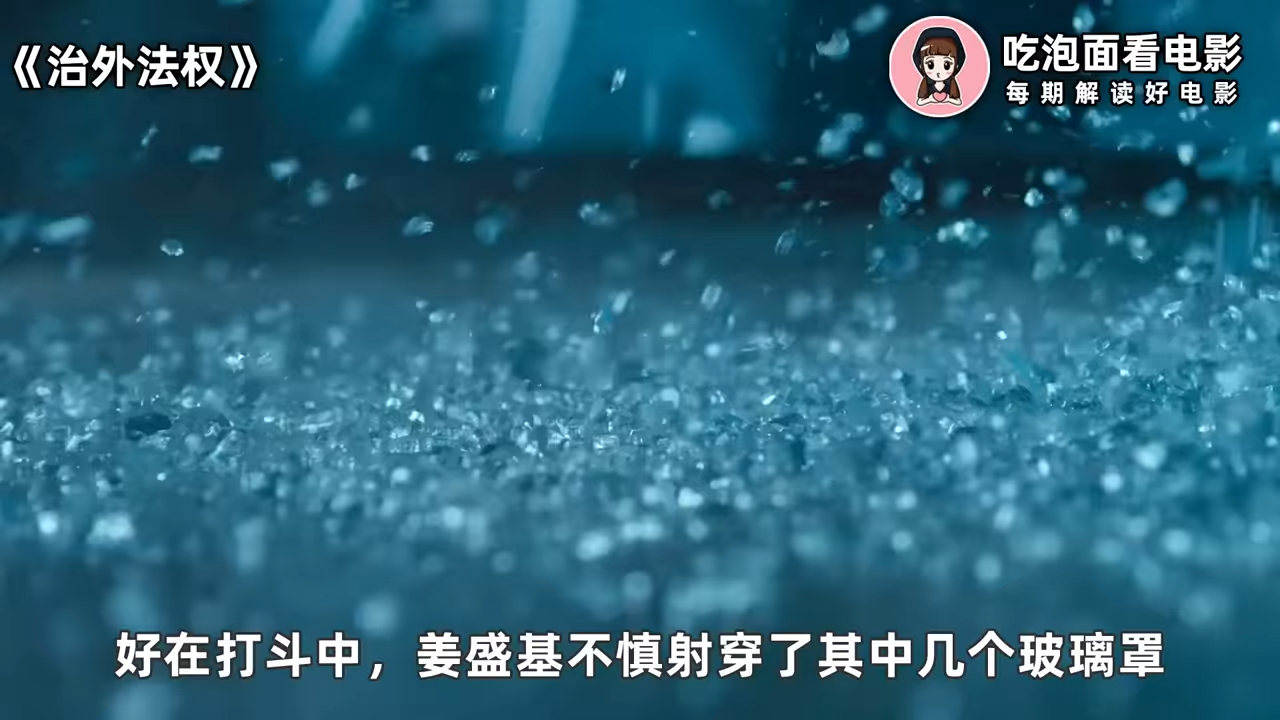 《治外法权》
吃泡面看电影
每期解读好电影
好在打斗中，姜盛基不慎射穿了其中几个玻璃罩